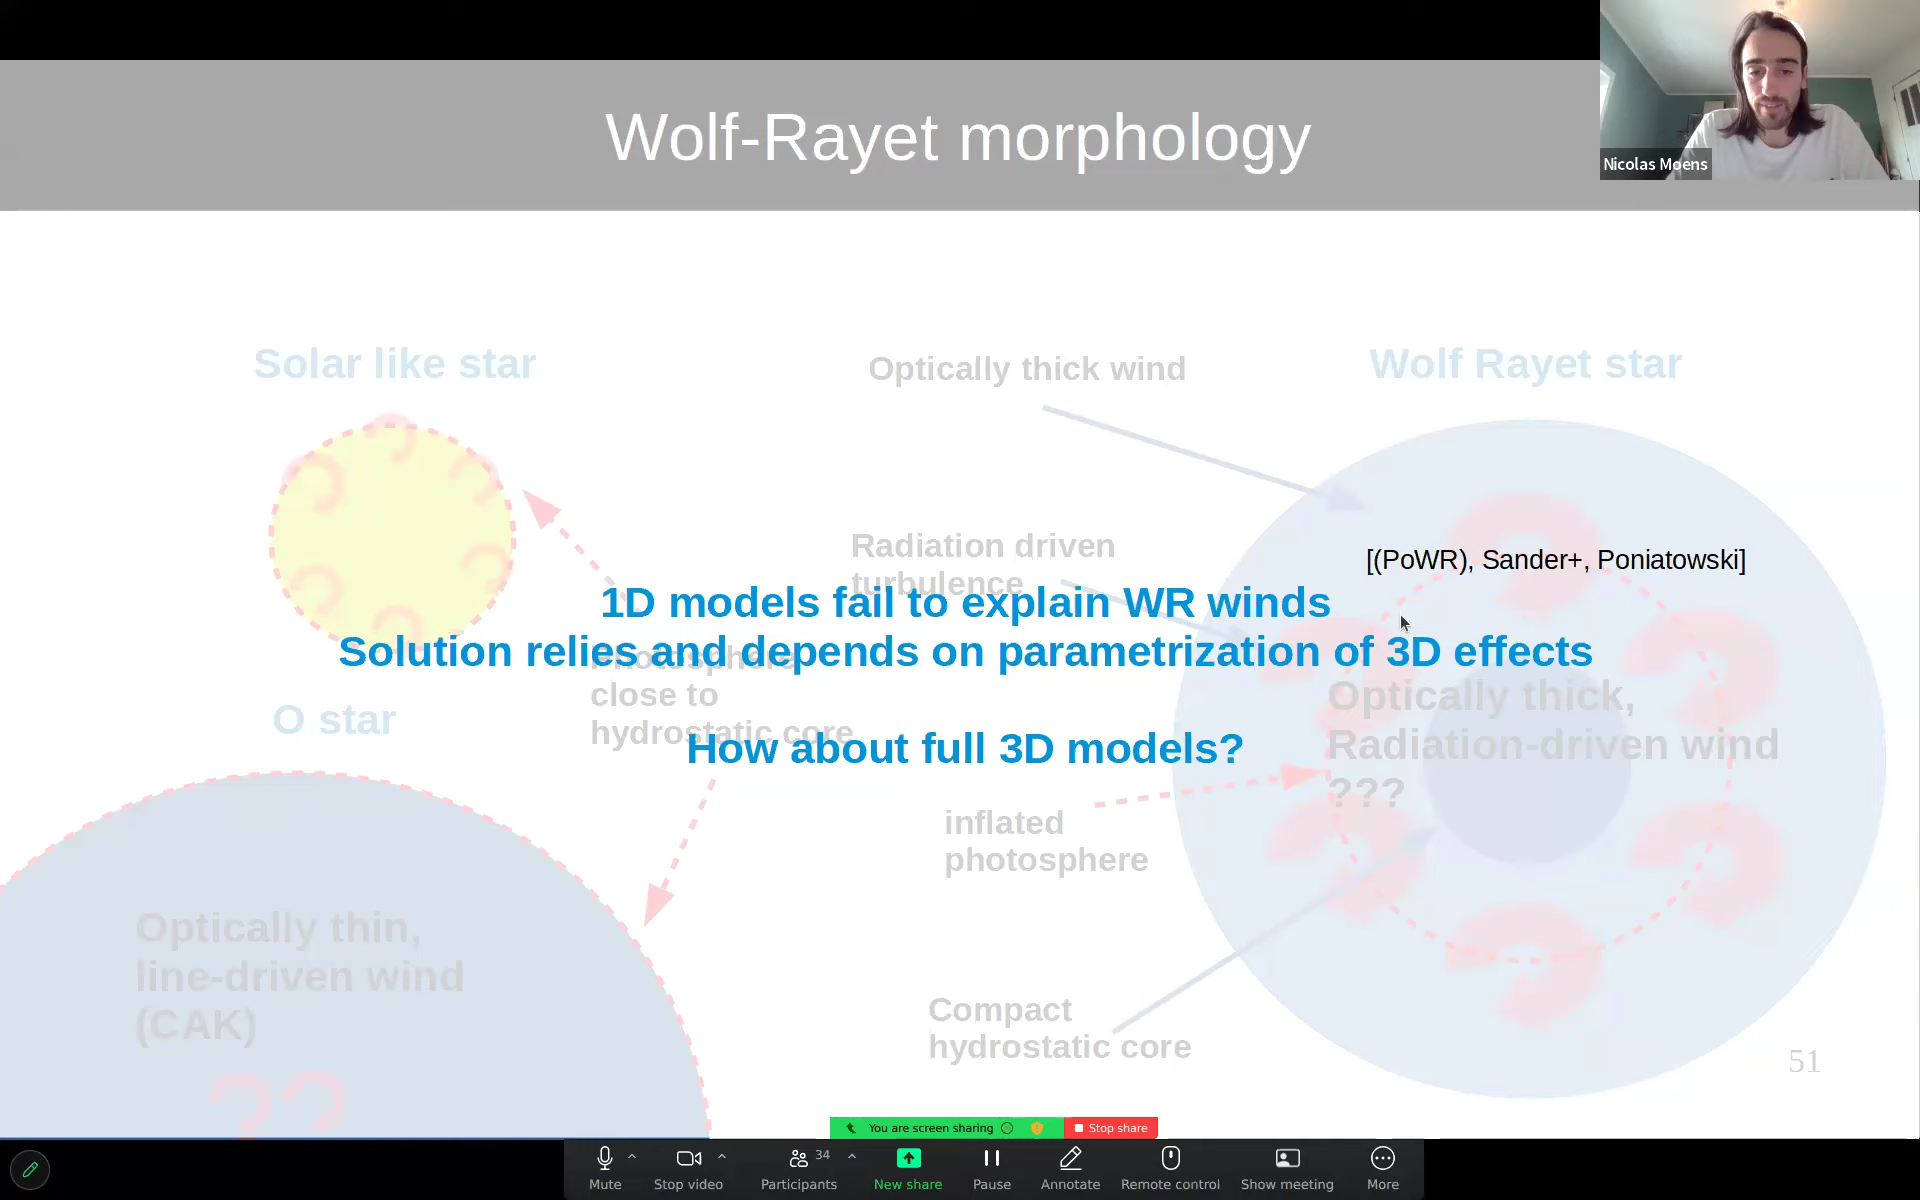 Wolf-Rayet morphology
Nicolas Moens
Solar like star
Optically thick wind
Wolf Rayet star
Radiation driven
turbulence
[(PoWR), Sander+, Poniatowski]
1D models fail to explain WR winds
Solution relies and depends on parametrization of 3D effects
Photosphere
close to
hydrostatic core
How about full 3D models?
O star
Optically thick,
Radiation-driven wind
???
inflated
photosphere
Optically thin,
line-driven wind
(CAK)
??
Compact
hydrostatic core
51
You are screen sharing
Stop share
Mute
Stop video
Participants
34
New share
Pause
Annotate
Remote control
Show meeting
More